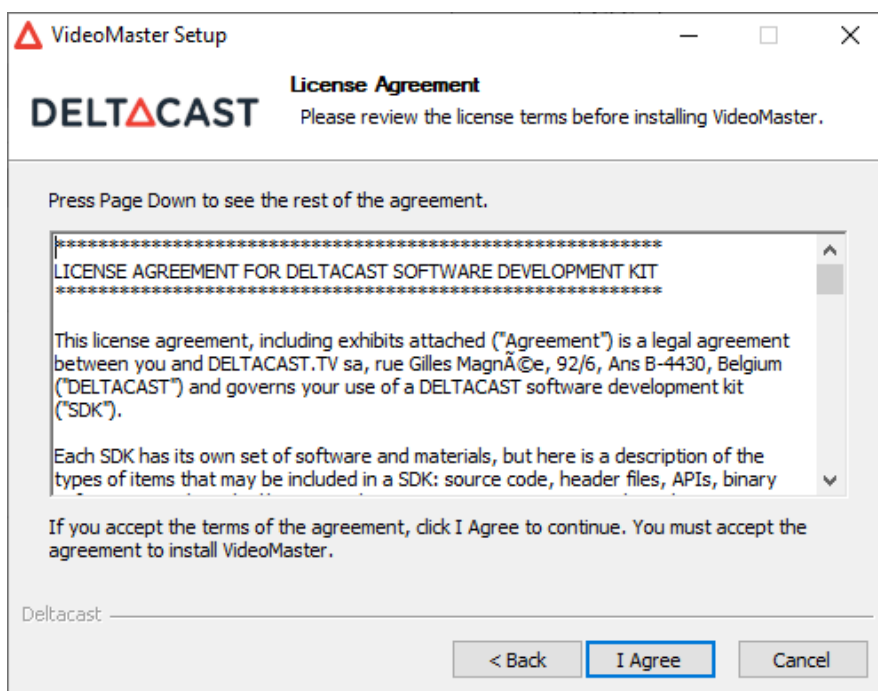 VideoMaster Setup
DELTACAST
License Agreement
Please review the license terms before installing VideoMaster.
Press Page Down to see the rest of the agreement.
*************************************************************
LICENSE AGREEMENT FOR DELTACAST SOFTWARE DEVELOPMENT KIT
*************************************************************
This license agreement, including exhibits attached ("Agreement") is a legal agreement
between you and DELTACAST.TV sa, rue Gilles MagnÃ©e, 92/6, Ans B-4430, Belgium
("DELTACAST") and governs your use of a DELTACAST software development kit
("SDK").
Each SDK has its own set of software and materials, but here is a description of the
types of items that may be included in a SDK: source code, header files, APIs, binary
If you accept the terms of the agreement, click I Agree to continue. You must accept the
agreement to install VideoMaster.
Deltacast
< Back
I Agree
Cancel